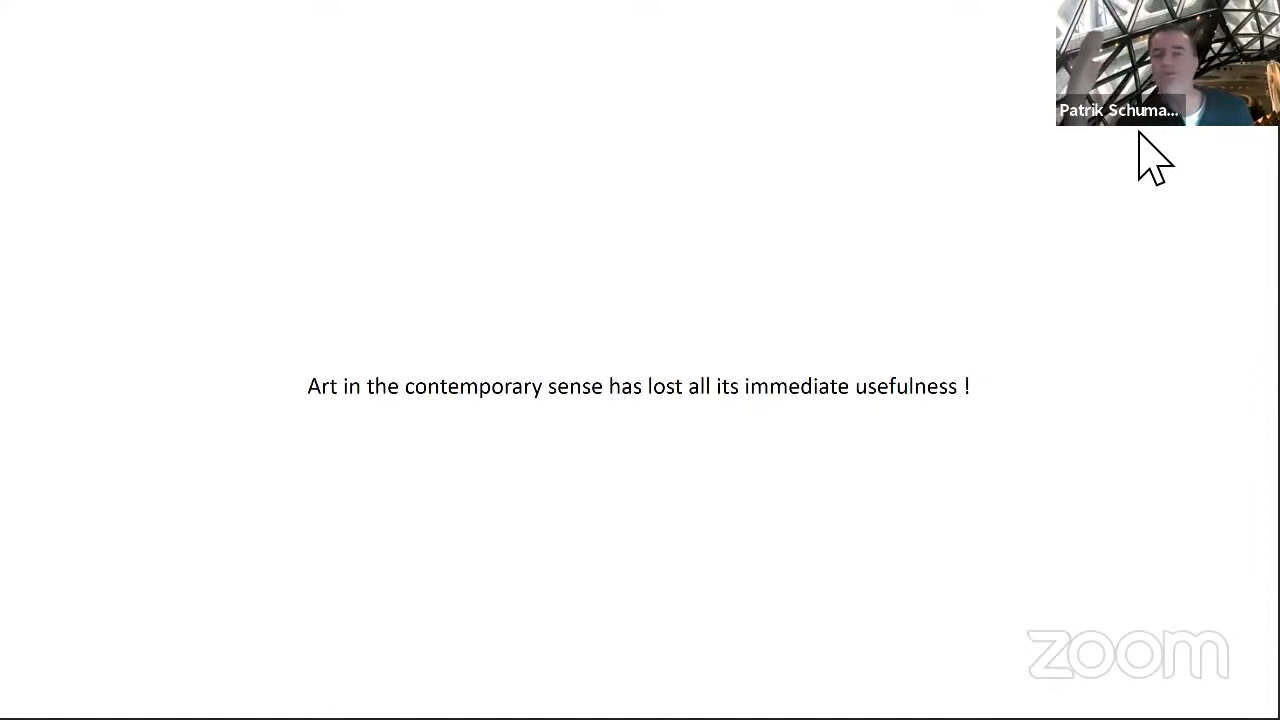 Patrik Schuma...
Art in the contemporary sense has lost all its immediate usefulness !
zoom